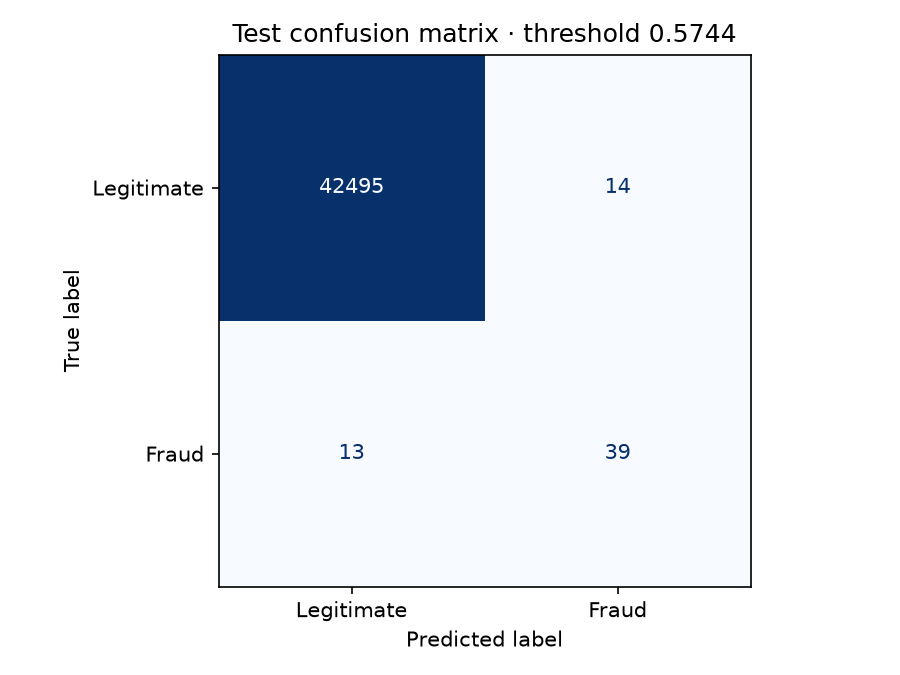 Test confusion matrix · threshold 0.5744
Legitimate
42495
14
True label
Fraud
13
39
Legitimate
Fraud
Predicted label